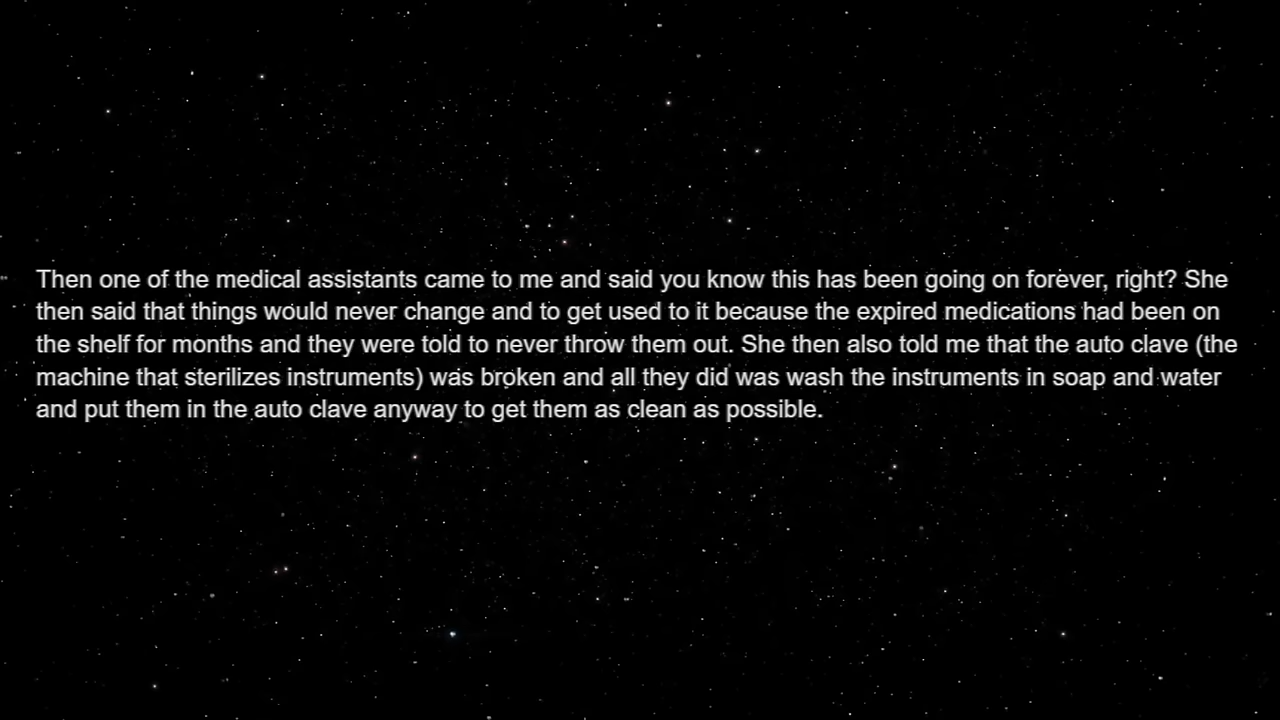 Then one of the medical assistants came to me and said you know this has been going on forever, right? She
then said that things would never change and to get used to it because the expired medications had been on
the shelf for months and they were told to never throw them out. She then also told me that the auto clave (the
machine that sterilizes instruments) was broken and all they did was wash the instruments in soap and water
and put them in the auto clave anyway to get them as clean as possible.